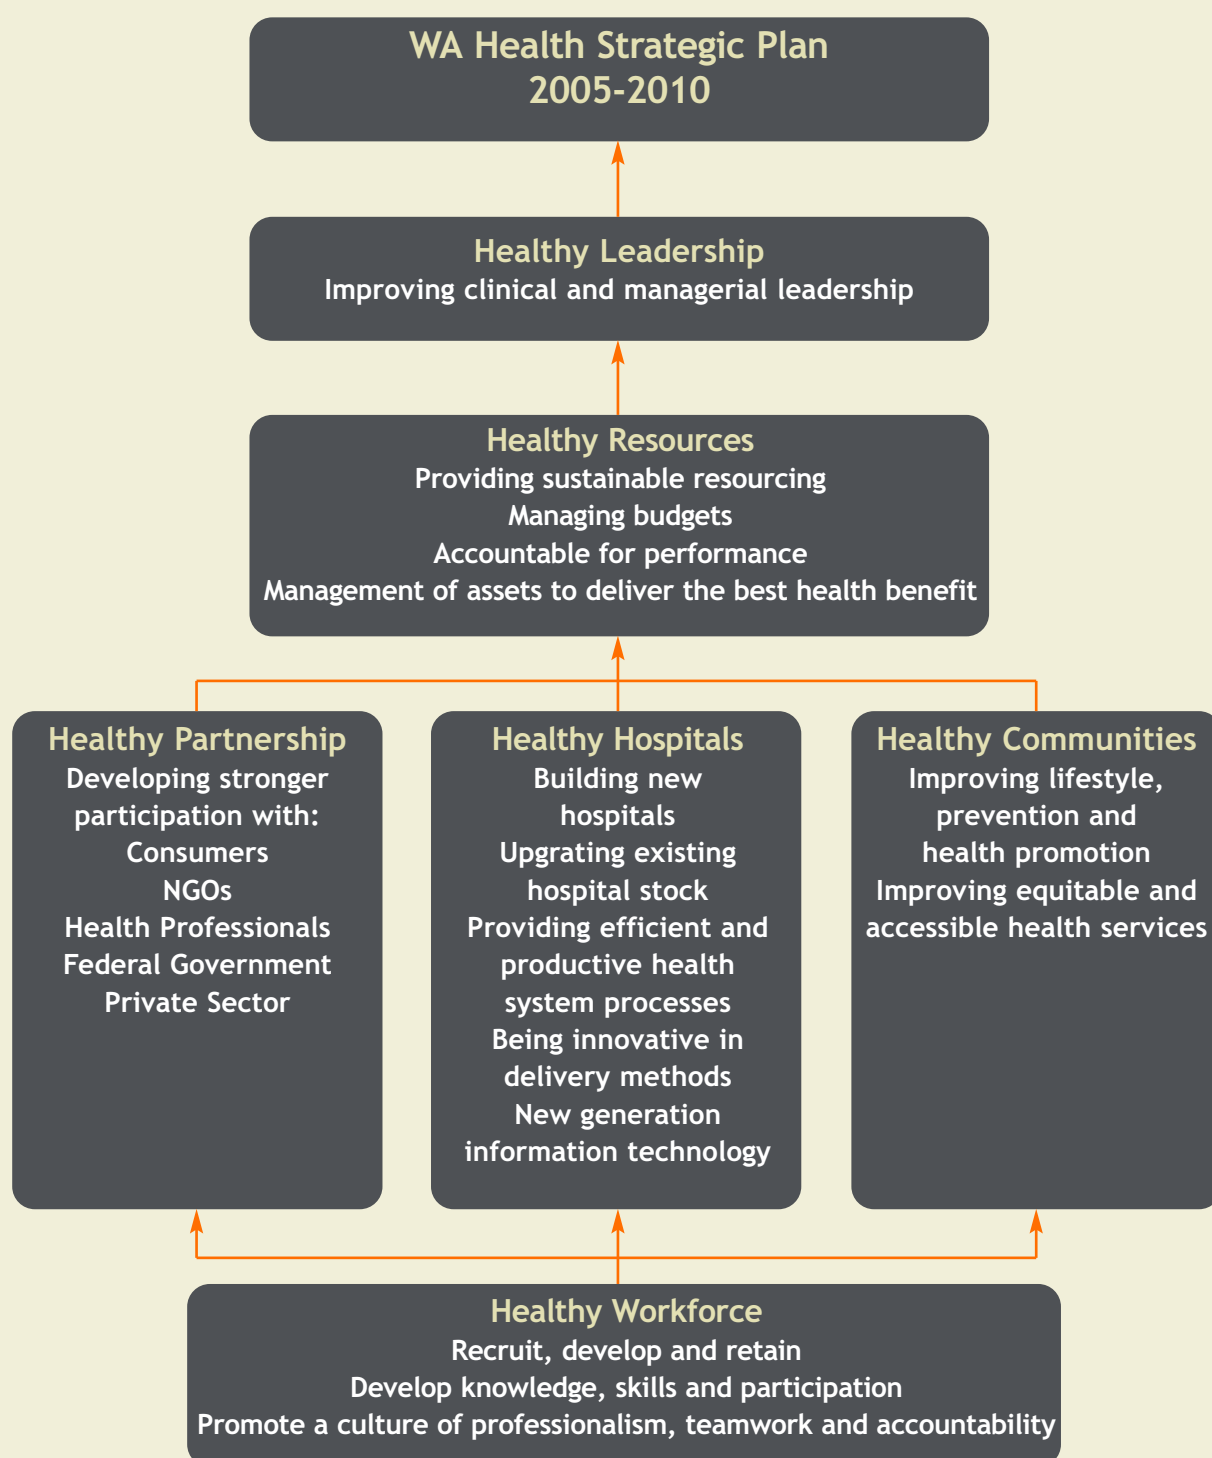 WA Health Strategic Plan
2005-2010
Healthy Leadership
Improving clinical and managerial leadership
Healthy Resources
Providing sustainable resourcing
Managing budgets
Accountable for performance
Management of assets to deliver the best health benefit
Healthy Partnership
Developing stronger
participation with:
Consumers
NGOs
Health Professionals
Federal Government
Private Sector
Healthy Hospitals
Building new
hospitals
Upgrating existing
hospital stock
Providing efficient and
productive health
system processes
Being innovative in
delivery methods
New generation
information technology
Healthy Communities
Improving lifestyle,
prevention and
health promotion
Improving equitable and
accessible health services
Healthy Workforce
Recruit, develop and retain
Develop knowledge, skills and participation
Promote a culture of professionalism, teamwork and accountability